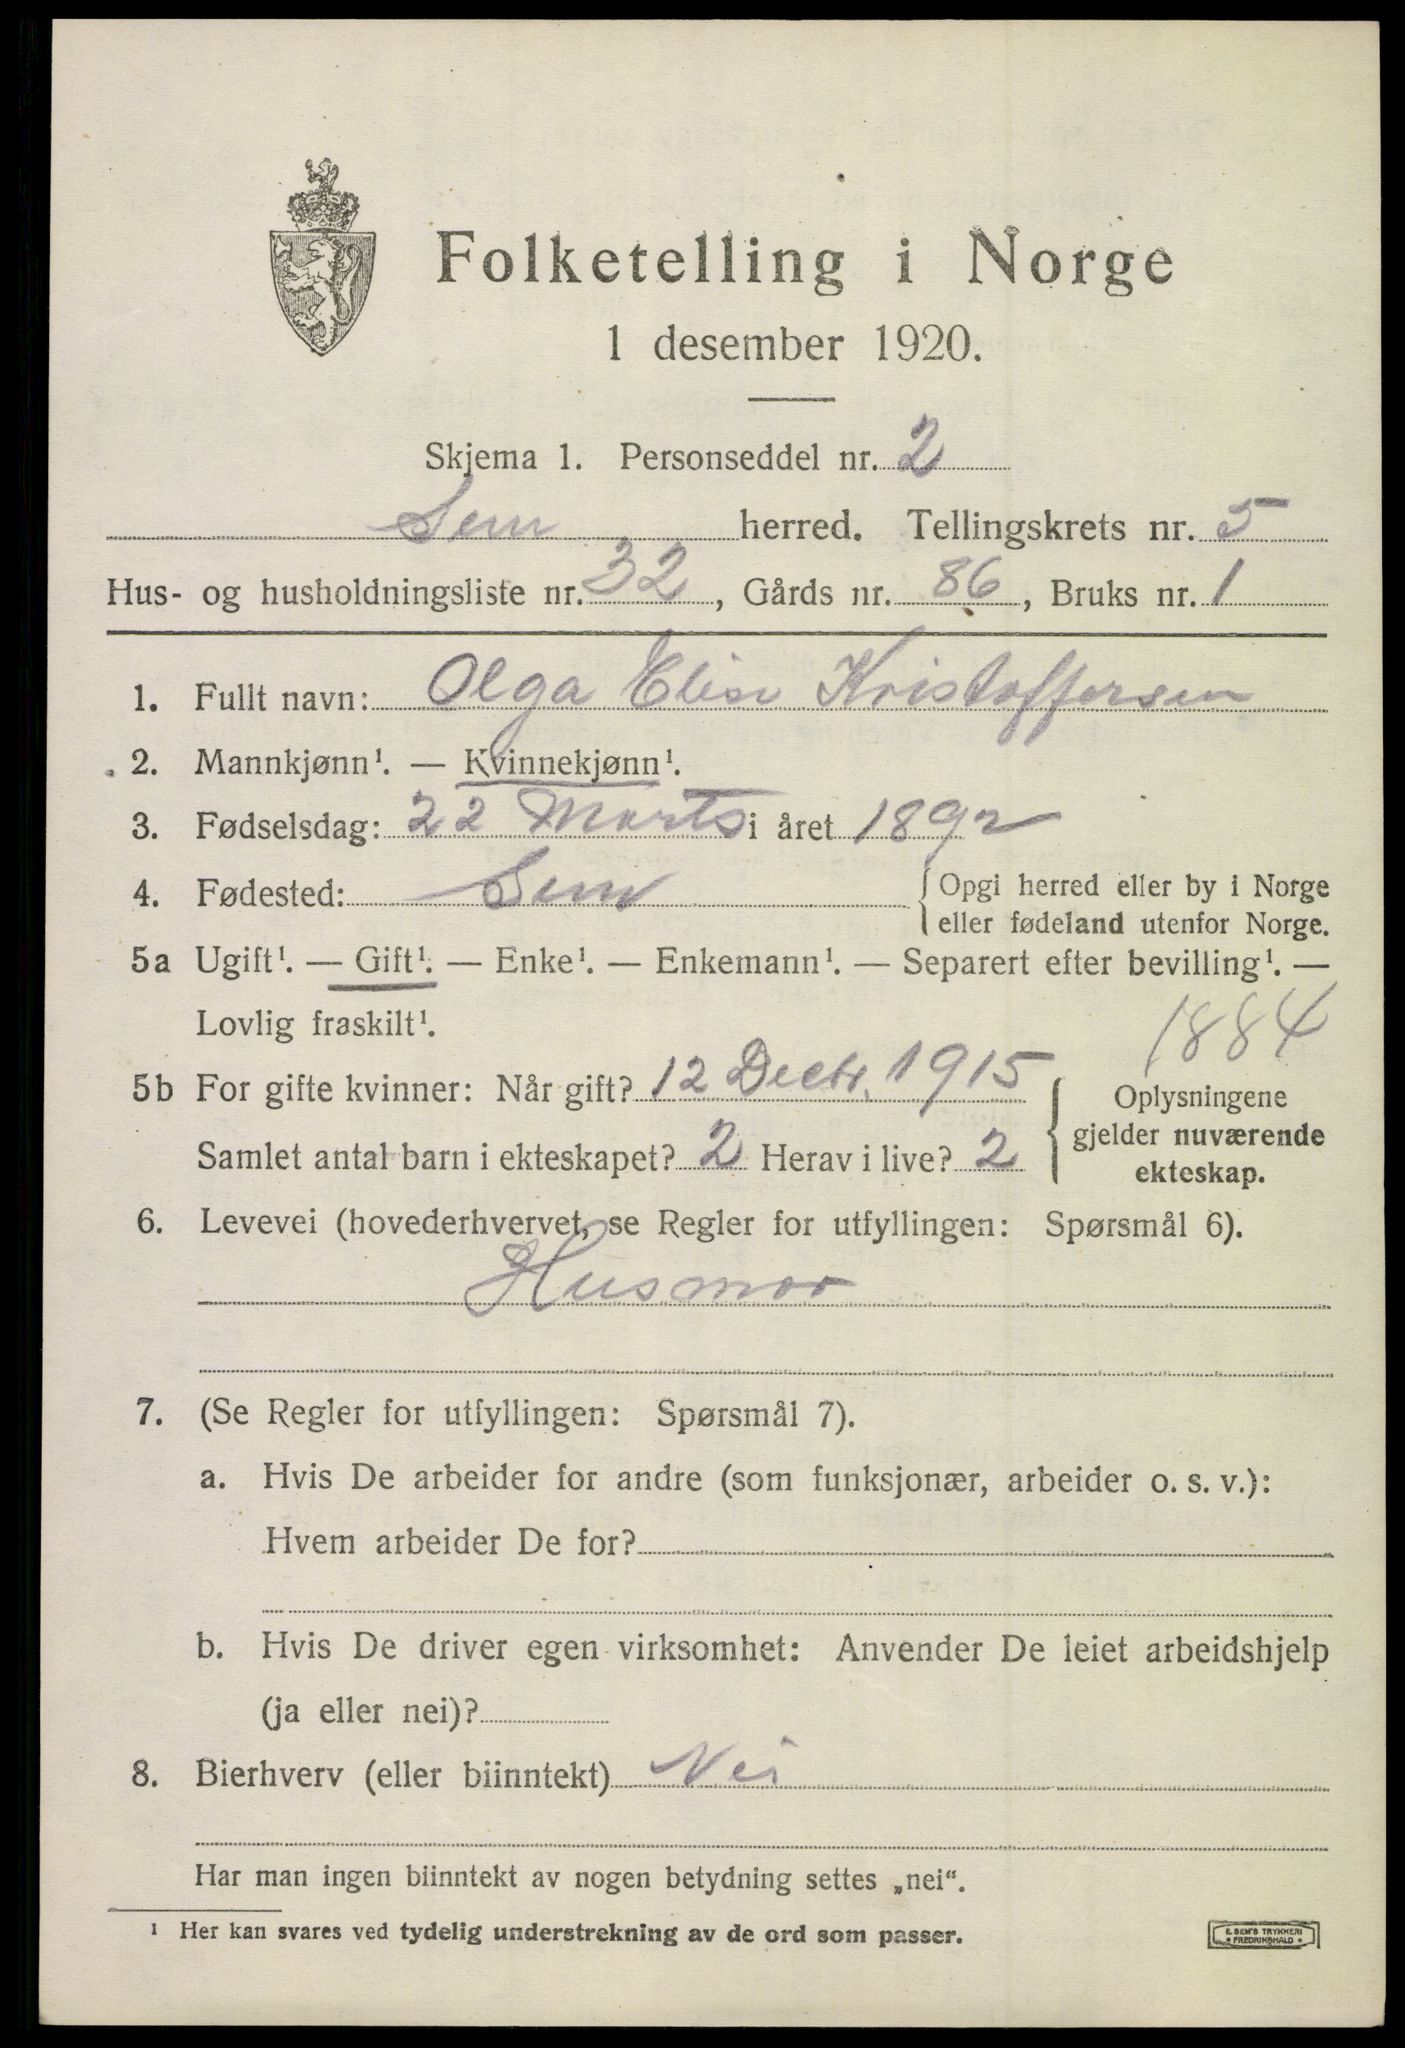 Folketelling i Norge
1 desember 1920.
Skjema 1. Personseddel nr. 2
Sem herred. Tellingskrets nr. 5
Hus- og husholdningsliste nr. 32, Gårds nr. 86, Bruks nr. 1
1. Fullt navn: Olga Elise Kristoffersen
2. Mannkjønn¹. — Kvinnekjønn¹.
3. Fødselsdag: 22 Marts i året 1892
4. Fødested: Sem { Opgi herred eller by i Norge
eller fødeland utenfor Norge.
5a Ugift¹. — Gift¹. — Enke¹. — Enkemann¹. — Separert efter bevilling¹. —
Lovlig fraskilt¹.
1884
5b For gifte kvinner: Når gift? 12 Decbr. 1915
Samlet antal barn i ekteskapet? 2 Herav i live? 2
{ Oplysningene
gjelder nuværende
ekteskap.
6. Levevei (hovederhvervet, se Regler for utfyllingen: Spørsmål 6).
Husmor
7. (Se Regler for utfyllingen: Spørsmål 7).
a. Hvis De arbeider for andre (som funksjonær, arbeider o. s. v.):
Hvem arbeider De for?
b. Hvis De driver egen virksomhet: Anvender De leiet arbeidshjelp
(ja eller nei)?
8. Bierhverv (eller biinntekt) Nei
Har man ingen biinntekt av nogen betydning settes „nei“.
¹ Her kan svares ved tydelig understrekning av de ord som passer.
E. SEM'S TRYKKERI
FREDRIKSHALD